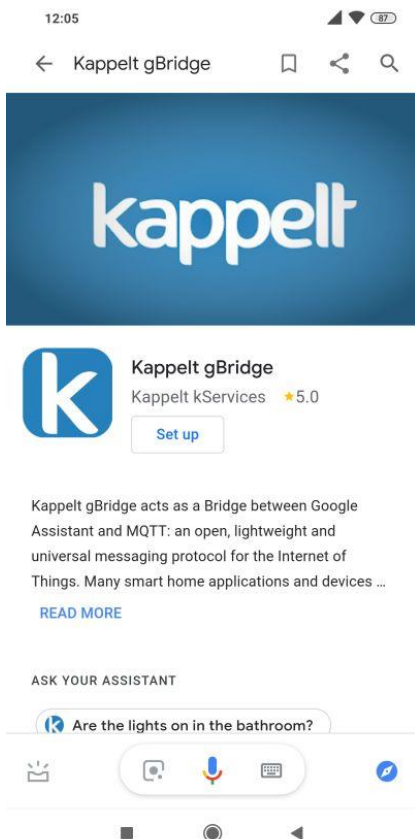 12:05
87
Kappelt gBridge
kappelt
k
Kappelt gBridge
Kappelt kServices ★5.0
Set up
Kappelt gBridge acts as a Bridge between Google
Assistant and MQTT: an open, lightweight and
universal messaging protocol for the Internet of
Things. Many smart home applications and devices ...
READ MORE
ASK YOUR ASSISTANT
k Are the lights on in the bathroom?